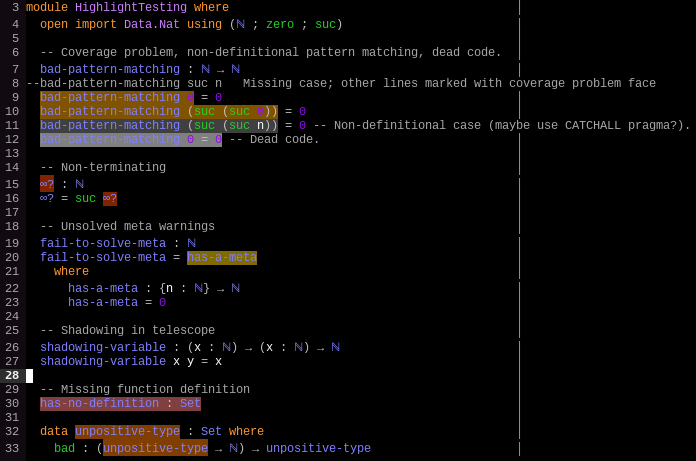 3 module HighlightTesting where
4   open import Data.Nat using (ℕ ; zero ; suc)
5
6   -- Coverage problem, non-definitional pattern matching, dead code.
7   bad-pattern-matching : ℕ → ℕ
8 --bad-pattern-matching suc n   Missing case; other lines marked with coverage problem face
9   bad-pattern-matching 0 = 0
10   bad-pattern-matching (suc (suc 0)) = 0
11   bad-pattern-matching (suc (suc n)) = 0 -- Non-definitional case (maybe use CATCHALL pragma?).
12   bad-pattern-matching 0 = 0 -- Dead code.
13
14   -- Non-terminating
15   ∞? : ℕ
16   ∞? = suc ∞?
17
18   -- Unsolved meta warnings
19   fail-to-solve-meta : ℕ
20   fail-to-solve-meta = has-a-meta
21     where
22       has-a-meta : {n : ℕ} → ℕ
23       has-a-meta = 0
24
25   -- Shadowing in telescope
26   shadowing-variable : (x : ℕ) → (x : ℕ) → ℕ
27   shadowing-variable x y = x
28
29   -- Missing function definition
30   has-no-definition : Set
31
32   data unpositive-type : Set where
33     bad : (unpositive-type → ℕ) → unpositive-type